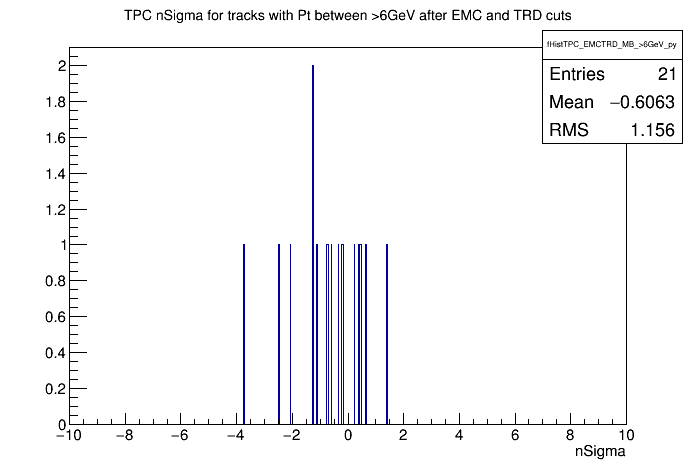 TPC nSigma for tracks with Pt between >6GeV after EMC and TRD cuts
fHistTPC_EMCTRD_MB_>6GeV_py
Entries 21
Mean −0.6063
RMS 1.156
2
1.8
1.6
1.4
1.2
1
0.8
0.6
0.4
0.2
0
−10 −8 −6 −4 −2 0 2 4 6 8 10
nSigma